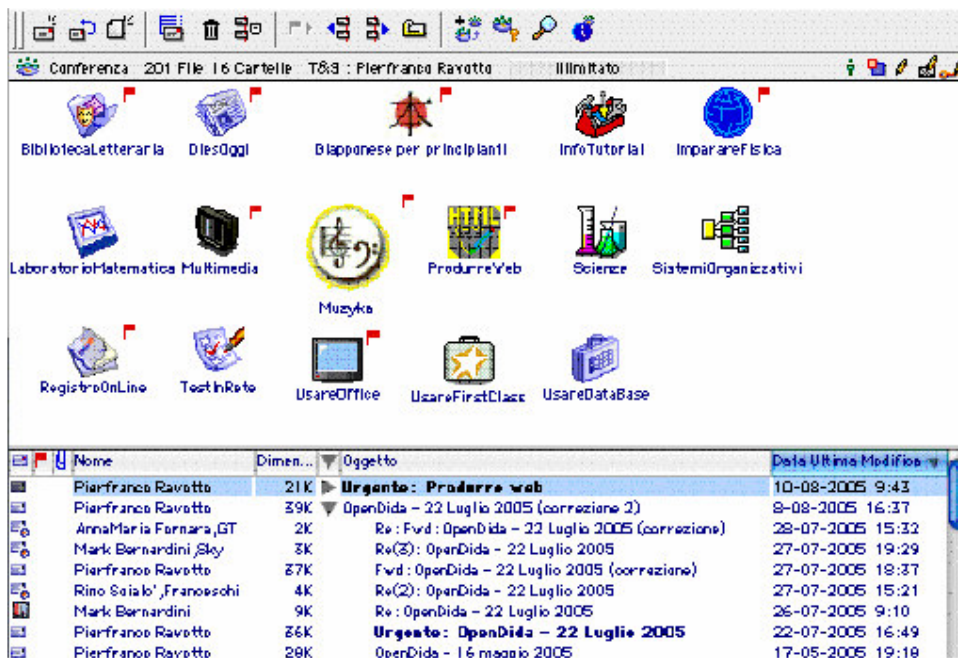 Conferenza 201 File 16 Cartelle T&B : Pierfranco Ravotto Illimitato
BibliotecaLetteraria DiesOggi Giapponese per principianti InfoTutorial ImparareFisica
LaboratorioMatematica Multimedia Muzyka ProdurreWeb Scienze SistemiOrganizzativi
RegistroOnLine TestInRete UsareOffice UsareFirstClass UsareDataBase
Nome Dimen... Oggetto Data Ultima Modifica
Pierfranco Ravotto 21K Urgente: Produrre web 10-08-2005 9:43
Pierfranco Ravotto 39K OpenDida - 22 Luglio 2005 (correzione 2) 8-08-2005 16:37
AnnaMaria Fornara,GT 2K Re: Fwd: OpenDida - 22 Luglio 2005 (correzione) 28-07-2005 15:32
Mark Bernardini,Sky 3K Re(3): OpenDida - 22 Luglio 2005 27-07-2005 19:29
Pierfranco Ravotto 37K Fwd: OpenDida - 22 Luglio 2005 (correzione) 27-07-2005 18:37
Rino Scialo',Franceschi 4K Re(2): OpenDida - 22 Luglio 2005 27-07-2005 15:21
Mark Bernardini 9K Re: OpenDida - 22 Luglio 2005 26-07-2005 9:10
Pierfranco Ravotto 36K Urgente: OpenDida - 22 Luglio 2005 22-07-2005 16:49
Pierfranco Ravotto 28K OpenDida - 16 maggio 2005 17-05-2005 19:18